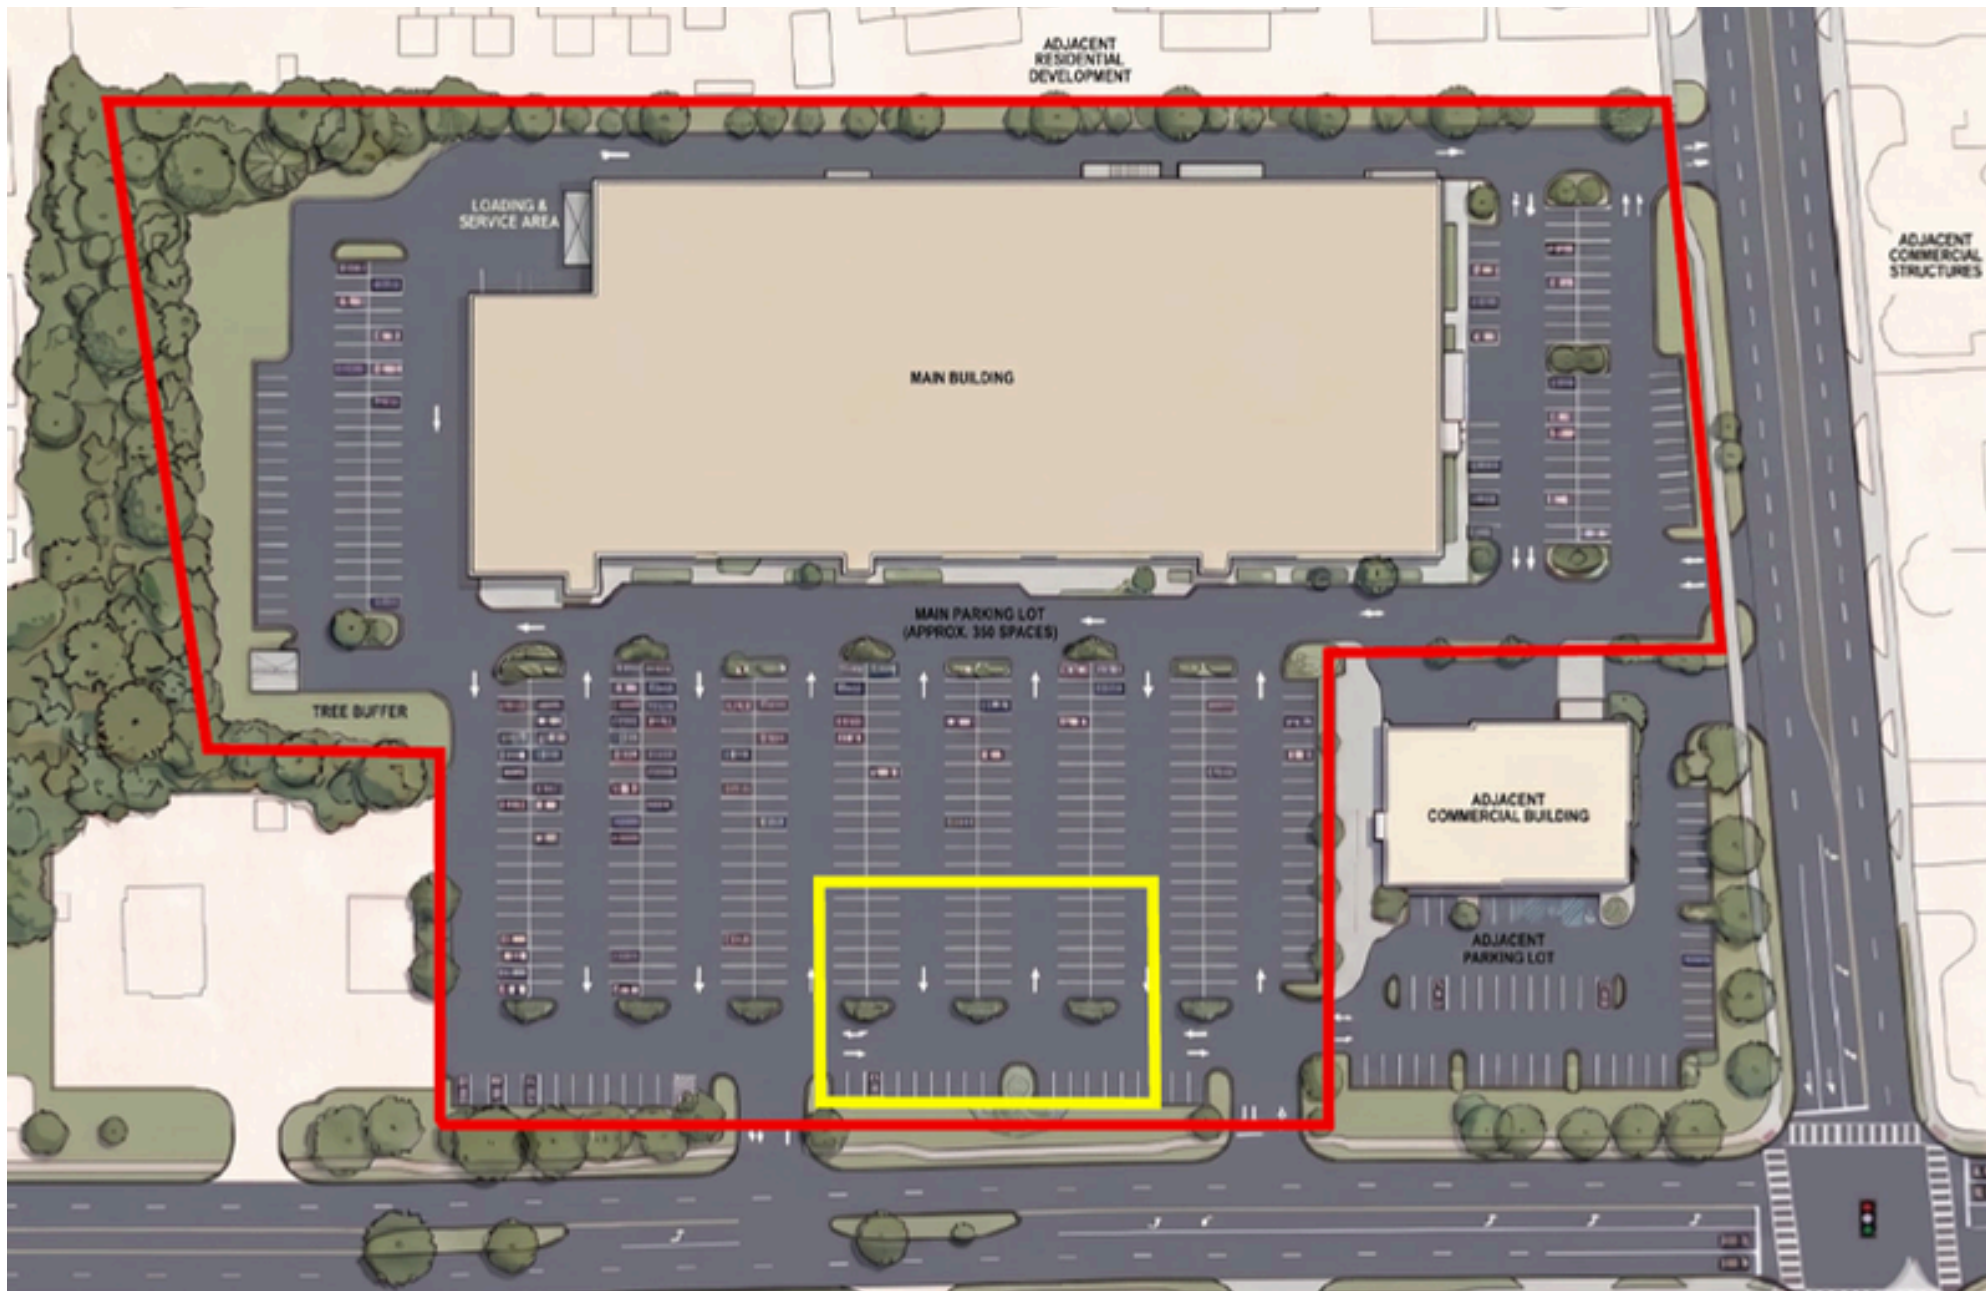 ADJACENT
RESIDENTIAL
DEVELOPMENT
LOADING &
SERVICE AREA
ADJACENT
COMMERCIAL
STRUCTURES
MAIN BUILDING
MAIN PARKING LOT
(APPROX. 350 SPACES)
TREE BUFFER
ADJACENT
COMMERCIAL BUILDING
ADJACENT
PARKING LOT